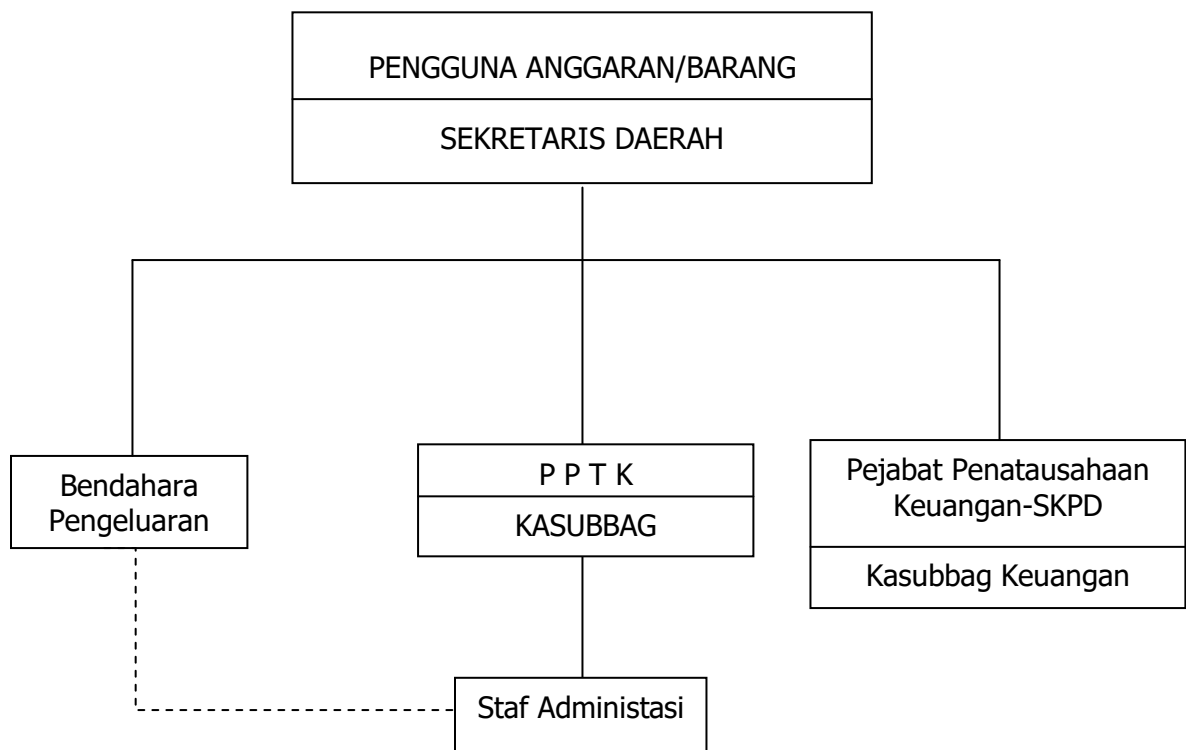 PENGGUNA ANGGARAN/BARANG
SEKRETARIS DAERAH
Bendahara
Pengeluaran
P P T K
KASUBBAG
Pejabat Penatausahaan
Keuangan-SKPD
Kasubbag Keuangan
Staf Administasi